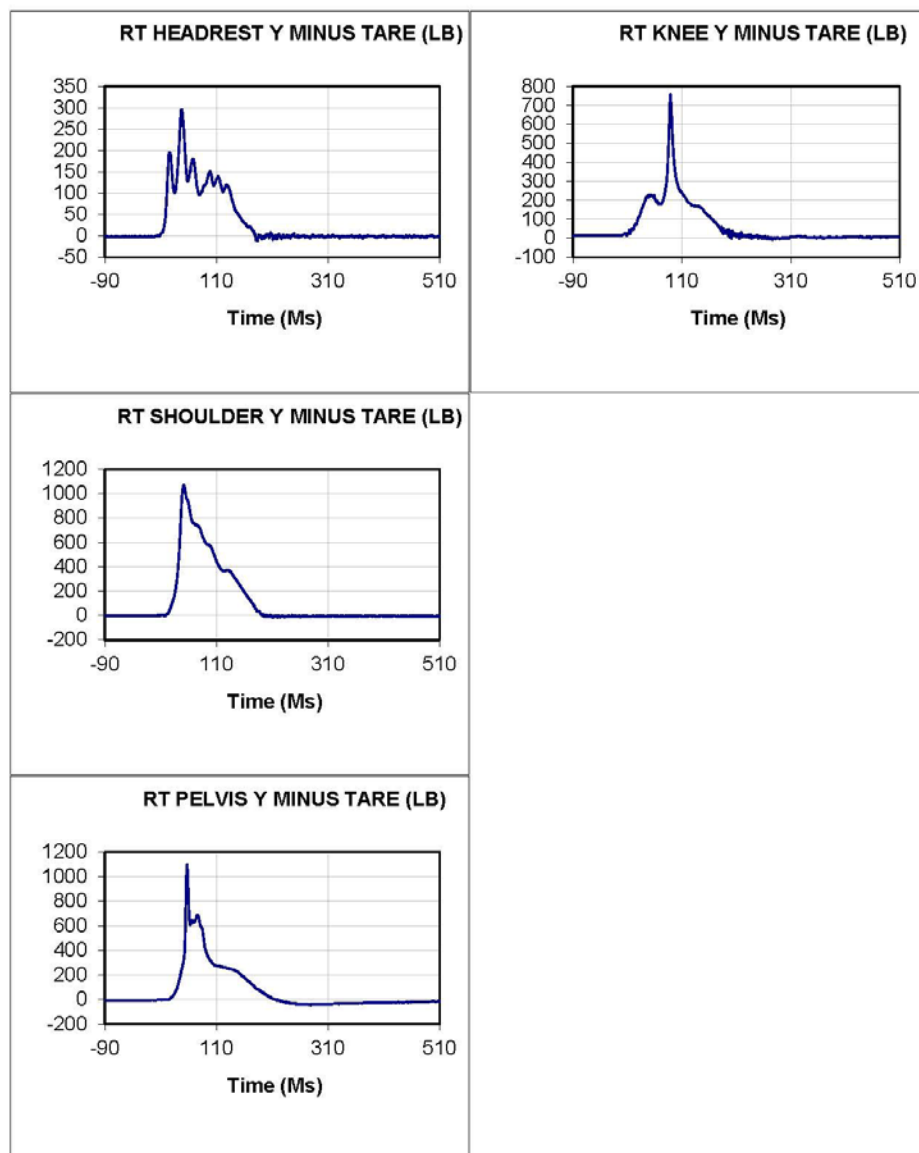 RT HEADREST Y MINUS TARE (LB)
350
300
250
200
150
100
50
0
-50
-90 110 310 510
Time (Ms)
RT KNEE Y MINUS TARE (LB)
800
700
600
500
400
300
200
100
0
-100
-90 110 310 510
Time (Ms)
RT SHOULDER Y MINUS TARE (LB)
1200
1000
800
600
400
200
0
-200
-90 110 310 510
Time (Ms)
RT PELVIS Y MINUS TARE (LB)
1200
1000
800
600
400
200
0
-200
-90 110 310 510
Time (Ms)